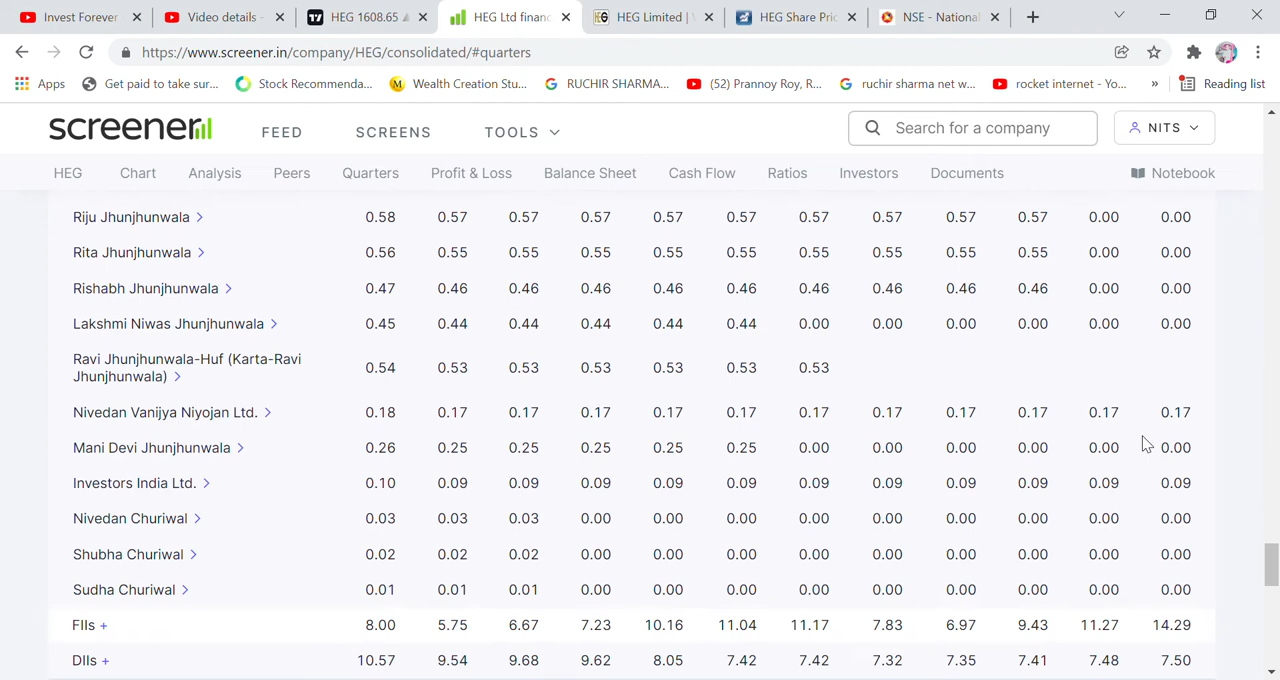 Invest Forever
Video details -
HEG 1608.65
HEG Ltd financ
HEG Limited |
HEG Share Pric
NSE - National
https://www.screener.in/company/HEG/consolidated/#quarters
Apps Get paid to take sur... Stock Recommenda... Wealth Creation Stu... RUCHIR SHARMA... (52) Prannoy Roy, R... ruchir sharma net w... rocket internet - Yo... » Reading list
screener FEED SCREENS TOOLS Search for a company NITS
HEG Chart Analysis Peers Quarters Profit & Loss Balance Sheet Cash Flow Ratios Investors Documents Notebook
Riju Jhunjhunwala 0.58 0.57 0.57 0.57 0.57 0.57 0.57 0.57 0.57 0.57 0.00 0.00
Rita Jhunjhunwala 0.56 0.55 0.55 0.55 0.55 0.55 0.55 0.55 0.55 0.55 0.00 0.00
Rishabh Jhunjhunwala 0.47 0.46 0.46 0.46 0.46 0.46 0.46 0.46 0.46 0.46 0.00 0.00
Lakshmi Niwas Jhunjhunwala 0.45 0.44 0.44 0.44 0.44 0.44 0.00 0.00 0.00 0.00 0.00 0.00
Ravi Jhunjhunwala-Huf (Karta-Ravi
Jhunjhunwala) 0.54 0.53 0.53 0.53 0.53 0.53 0.53
Nivedan Vanijya Niyojan Ltd. 0.18 0.17 0.17 0.17 0.17 0.17 0.17 0.17 0.17 0.17 0.17 0.17
Mani Devi Jhunjhunwala 0.26 0.25 0.25 0.25 0.25 0.25 0.00 0.00 0.00 0.00 0.00 0.00
Investors India Ltd. 0.10 0.09 0.09 0.09 0.09 0.09 0.09 0.09 0.09 0.09 0.09 0.09
Nivedan Churiwal 0.03 0.03 0.03 0.00 0.00 0.00 0.00 0.00 0.00 0.00 0.00 0.00
Shubha Churiwal 0.02 0.02 0.02 0.00 0.00 0.00 0.00 0.00 0.00 0.00 0.00 0.00
Sudha Churiwal 0.01 0.01 0.01 0.00 0.00 0.00 0.00 0.00 0.00 0.00 0.00 0.00
FIIs + 8.00 5.75 6.67 7.23 10.16 11.04 11.17 7.83 6.97 9.43 11.27 14.29
DIIs + 10.57 9.54 9.68 9.62 8.05 7.42 7.42 7.32 7.35 7.41 7.48 7.50